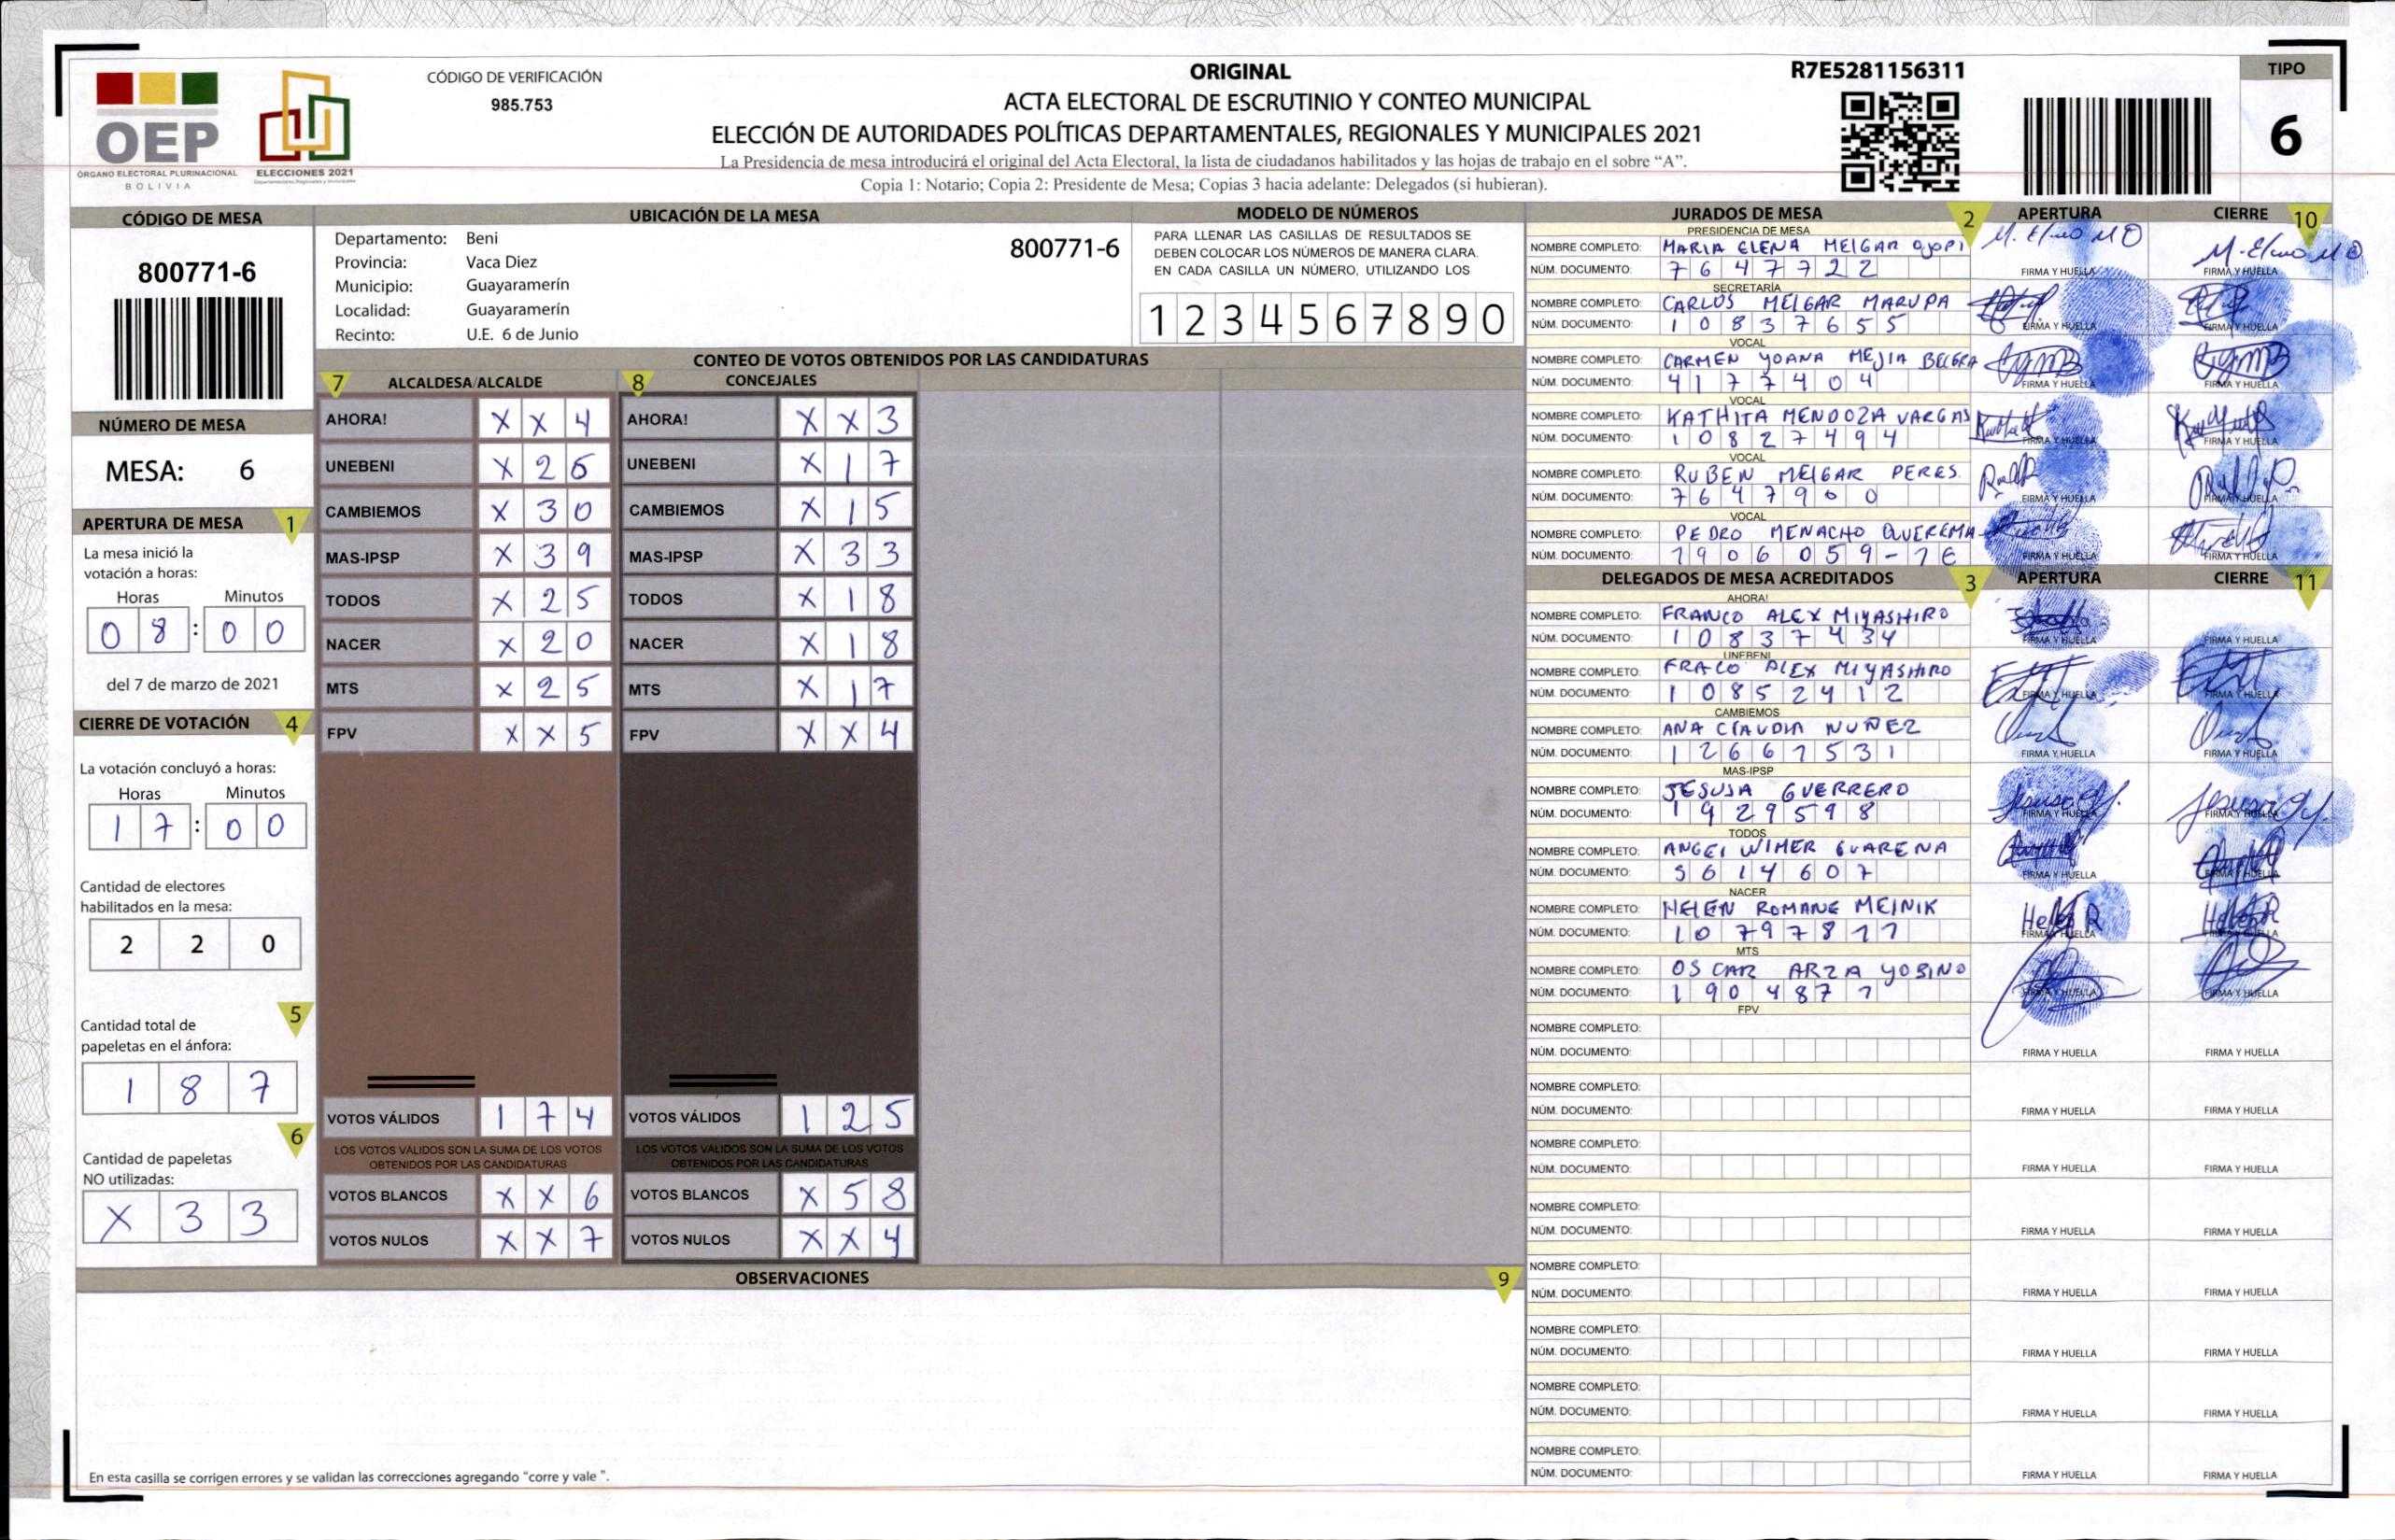 OEP
ÓRGANO ELECTORAL PLURINACIONAL
BOLIVIA
ELECCIONES 2021
CÓDIGO DE VERIFICACIÓN
985.753
ORIGINAL
ACTA ELECTORAL DE ESCRUTINIO Y CONTEO MUNICIPAL
ELECCIÓN DE AUTORIDADES POLÍTICAS DEPARTAMENTALES, REGIONALES Y MUNICIPALES 2021
La Presidencia de mesa introducirá el original del Acta Electoral, la lista de ciudadanos habilitados y las hojas de trabajo en el sobre “A”.
Copia 1: Notario; Copia 2: Presidente de Mesa; Copias 3 hacia adelante: Delegados (si hubieran).
R7E5281156311
TIPO
6
CÓDIGO DE MESA
800771-6
NÚMERO DE MESA
MESA: 6
APERTURA DE MESA 1
La mesa inició la
votación a horas:
Horas Minutos
0 8 : 0 0
del 7 de marzo de 2021
CIERRE DE VOTACIÓN 4
La votación concluyó a horas:
Horas Minutos
1 7 : 0 0
Cantidad de electores
habilitados en la mesa:
2 2 0
5
Cantidad total de
papeletas en el ánfora:
1 8 7
6
Cantidad de papeletas
NO utilizadas:
X 3 3
UBICACIÓN DE LA MESA
Departamento: Beni
800771-6
Provincia: Vaca Diez
Municipio: Guayaramerín
Localidad: Guayaramerín
Recinto: U.E. 6 de Junio
MODELO DE NÚMEROS
PARA LLENAR LAS CASILLAS DE RESULTADOS SE
DEBEN COLOCAR LOS NÚMEROS DE MANERA CLARA.
EN CADA CASILLA UN NÚMERO, UTILIZANDO LOS
1 2 3 4 5 6 7 8 9 0
CONTEO DE VOTOS OBTENIDOS POR LAS CANDIDATURAS
7 ALCALDESA/ALCALDE 8 CONCEJALES
AHORA! X X 4 AHORA! X X 3
UNEBENI X 2 6 UNEBENI X 1 7
CAMBIEMOS X 3 0 CAMBIEMOS X 1 5
MAS-IPSP X 3 9 MAS-IPSP X 3 3
TODOS X 2 5 TODOS X 1 8
NACER X 2 0 NACER X 1 8
MTS X 2 5 MTS X 1 7
FPV X X 5 FPV X X 4
VOTOS VÁLIDOS 1 7 4 VOTOS VÁLIDOS 1 2 5
LOS VOTOS VÁLIDOS SON LA SUMA DE LOS VOTOS LOS VOTOS VÁLIDOS SON LA SUMA DE LOS VOTOS
OBTENIDOS POR LAS CANDIDATURAS OBTENIDOS POR LAS CANDIDATURAS
VOTOS BLANCOS X X 6 VOTOS BLANCOS X 5 8
VOTOS NULOS X X 7 VOTOS NULOS X X 4
OBSERVACIONES 9
En esta casilla se corrigen errores y se validan las correcciones agregando "corre y vale ".
JURADOS DE MESA 2 APERTURA CIERRE 10
PRESIDENCIA DE MESA
NOMBRE COMPLETO: MARIA ELENA MELGAR OJOPI
NÚM. DOCUMENTO: 7 6 4 7 7 2 2 FIRMA Y HUELLA FIRMA Y HUELLA
SECRETARÍA
NOMBRE COMPLETO: CARLOS MELGAR MARUPA
NÚM. DOCUMENTO: 1 0 8 3 7 6 5 5 FIRMA Y HUELLA FIRMA Y HUELLA
VOCAL
NOMBRE COMPLETO: CARMEN YOANA MEJIA
NÚM. DOCUMENTO: 4 1 7 7 4 0 4 FIRMA Y HUELLA FIRMA Y HUELLA
VOCAL
NOMBRE COMPLETO: KATHITA MENDOZA VARGAS
NÚM. DOCUMENTO: 1 0 8 2 7 4 9 4 FIRMA Y HUELLA FIRMA Y HUELLA
VOCAL
NOMBRE COMPLETO: RUBEN MELGAR PERES
NÚM. DOCUMENTO: 7 6 4 7 9 0 0 FIRMA Y HUELLA FIRMA Y HUELLA
VOCAL
NOMBRE COMPLETO: PEDRO MENACHO QUEREMA
NÚM. DOCUMENTO: 1 9 0 6 0 5 9 - 1 E FIRMA Y HUELLA FIRMA Y HUELLA
DELEGADOS DE MESA ACREDITADOS 3 APERTURA CIERRE 11
AHORA!
NOMBRE COMPLETO: FRANCO ALEX MIYASHIRO
NÚM. DOCUMENTO: 1 0 8 3 7 4 3 4 FIRMA Y HUELLA FIRMA Y HUELLA
UNEBENI
NOMBRE COMPLETO: FRACO ALEX MIYASHIRO
NÚM. DOCUMENTO: 1 0 8 5 2 4 1 2 FIRMA Y HUELLA FIRMA Y HUELLA
CAMBIEMOS
NOMBRE COMPLETO: ANA CLAUDIA NUÑEZ
NÚM. DOCUMENTO: 1 2 6 6 1 5 3 1 FIRMA Y HUELLA FIRMA Y HUELLA
MAS-IPSP
NOMBRE COMPLETO: JESUSA GUERRERO
NÚM. DOCUMENTO: 1 9 2 9 5 9 8 FIRMA Y HUELLA FIRMA Y HUELLA
TODOS
NOMBRE COMPLETO: ANGEL WIMER GUARENA
NÚM. DOCUMENTO: 5 6 1 4 6 0 7 FIRMA Y HUELLA FIRMA Y HUELLA
NACER
NOMBRE COMPLETO: HELEN ROMANE MEINIK
NÚM. DOCUMENTO: 1 0 7 9 7 8 1 1 FIRMA Y HUELLA FIRMA Y HUELLA
MTS
NOMBRE COMPLETO: OSCAR ARZA YOBINO
NÚM. DOCUMENTO: 1 9 0 4 8 7 1 FIRMA Y HUELLA FIRMA Y HUELLA
FPV
NOMBRE COMPLETO:
NÚM. DOCUMENTO: FIRMA Y HUELLA FIRMA Y HUELLA
NOMBRE COMPLETO:
NÚM. DOCUMENTO: FIRMA Y HUELLA FIRMA Y HUELLA
NOMBRE COMPLETO:
NÚM. DOCUMENTO: FIRMA Y HUELLA FIRMA Y HUELLA
NOMBRE COMPLETO:
NÚM. DOCUMENTO: FIRMA Y HUELLA FIRMA Y HUELLA
NOMBRE COMPLETO:
NÚM. DOCUMENTO: FIRMA Y HUELLA FIRMA Y HUELLA
NOMBRE COMPLETO:
NÚM. DOCUMENTO: FIRMA Y HUELLA FIRMA Y HUELLA
NOMBRE COMPLETO:
NÚM. DOCUMENTO: FIRMA Y HUELLA FIRMA Y HUELLA
NOMBRE COMPLETO:
NÚM. DOCUMENTO: FIRMA Y HUELLA FIRMA Y HUELLA